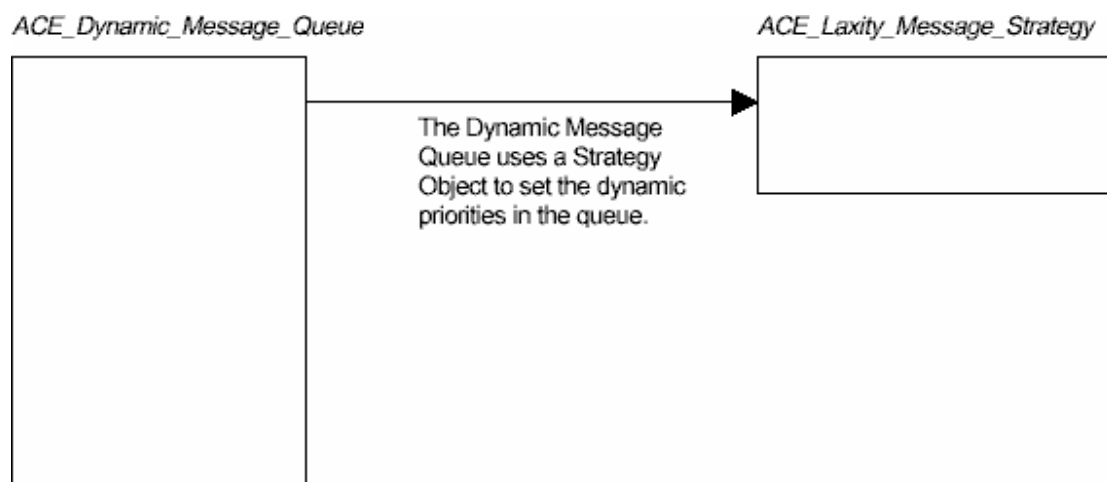 ACE_Dynamic_Message_Queue
ACE_Laxity_Message_Strategy
The Dynamic Message
Queue uses a Strategy
Object to set the dynamic
priorities in the queue.